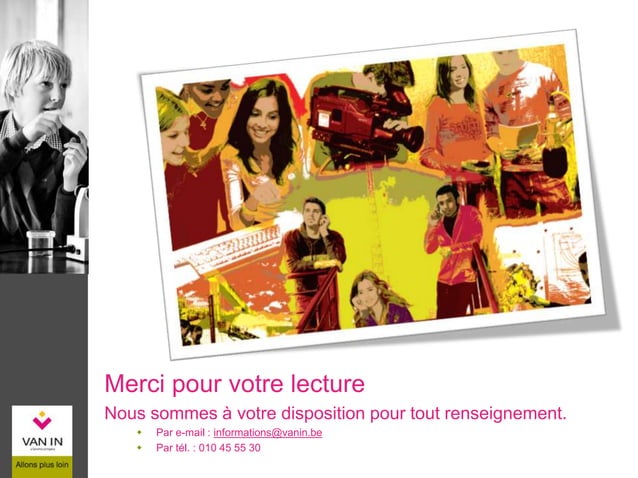 Merci pour votre lecture
Nous sommes à votre disposition pour tout renseignement.
Par e-mail : informations@vanin.be
Par tél. : 010 45 55 30
VAN IN
Allons plus loin